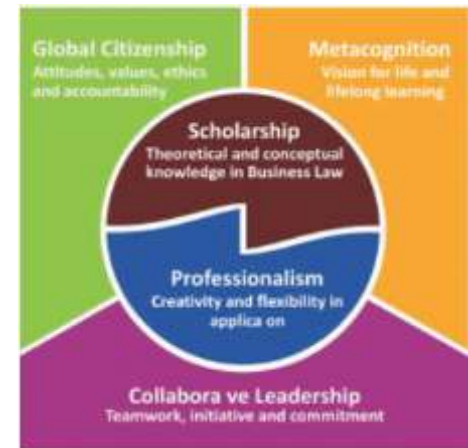 Global Citizenship
Attitudes, values, ethics
and accountability
Metacognition
Vision for life and
lifelong learning
Scholarship
Theoretical and conceptual
knowledge in Business Law
Professionalism
Creativity and flexibility in
applica on
Collabora ve Leadership
Teamwork, initiative and commitment